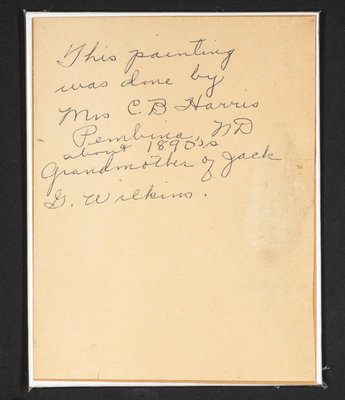 This painting
was done by
Mrs C.B. Harris
Pembina, ND
about 1890's
Grandmother of Jack
G. Wilkins.